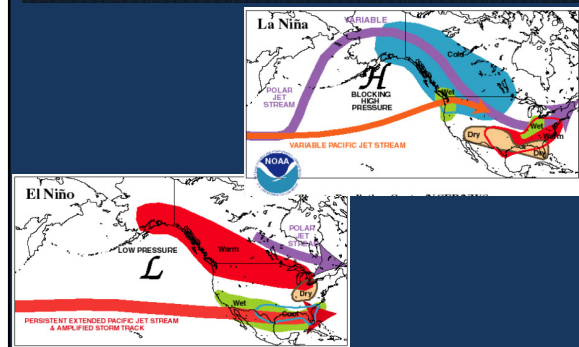 La Niña
VARIABLE
Cold
POLAR
JET
STREAM
H
BLOCKING
HIGH
PRESSURE
Wet
Wet
Dry
Warm
Dry
VARIABLE PACIFIC JET STREAM
NOAA
El Niño
POLAR
JET
STREAM
LOW PRESSURE
L
Warm
Dry
Wet
Cool
PERSISTENT EXTENDED PACIFIC JET STREAM
& AMPLIFIED STORM TRACK